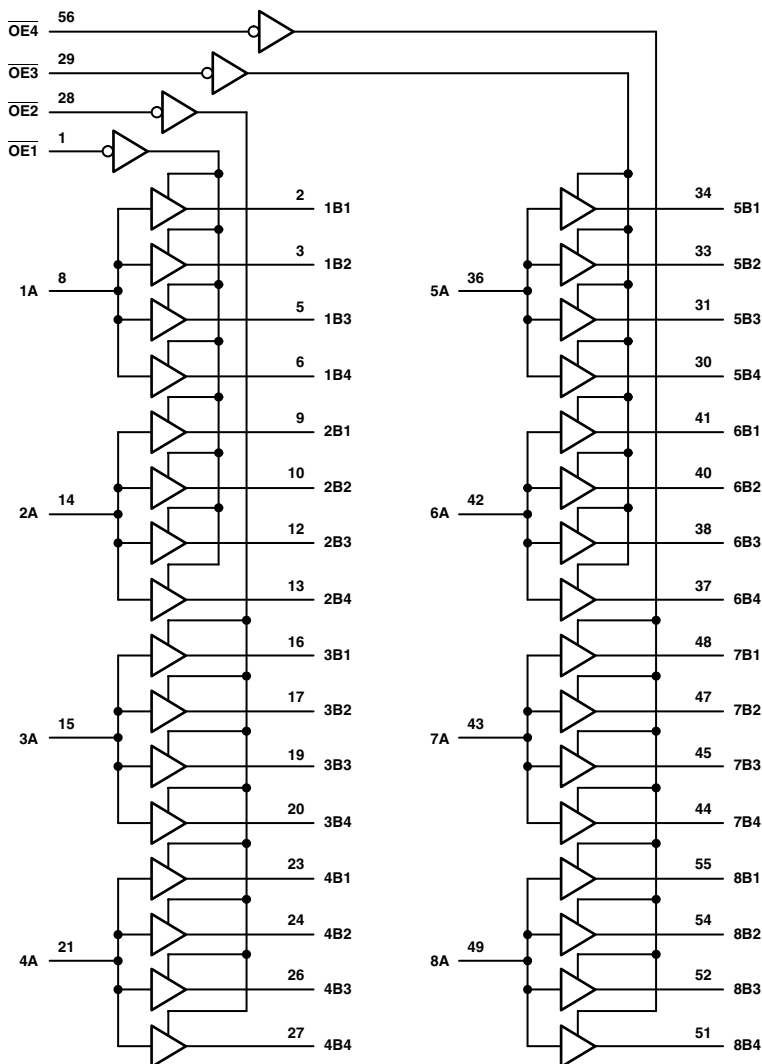 OE4 56
OE3 29
OE2 28
OE1 1
2 1B1
3 1B2
1A 8
5 1B3
6 1B4
9 2B1
10 2B2
2A 14
12 2B3
13 2B4
16 3B1
17 3B2
3A 15
19 3B3
20 3B4
23 4B1
24 4B2
4A 21
26 4B3
27 4B4
34 5B1
33 5B2
5A 36
31 5B3
30 5B4
41 6B1
40 6B2
6A 42
38 6B3
37 6B4
48 7B1
47 7B2
7A 43
45 7B3
44 7B4
55 8B1
54 8B2
8A 49
52 8B3
51 8B4